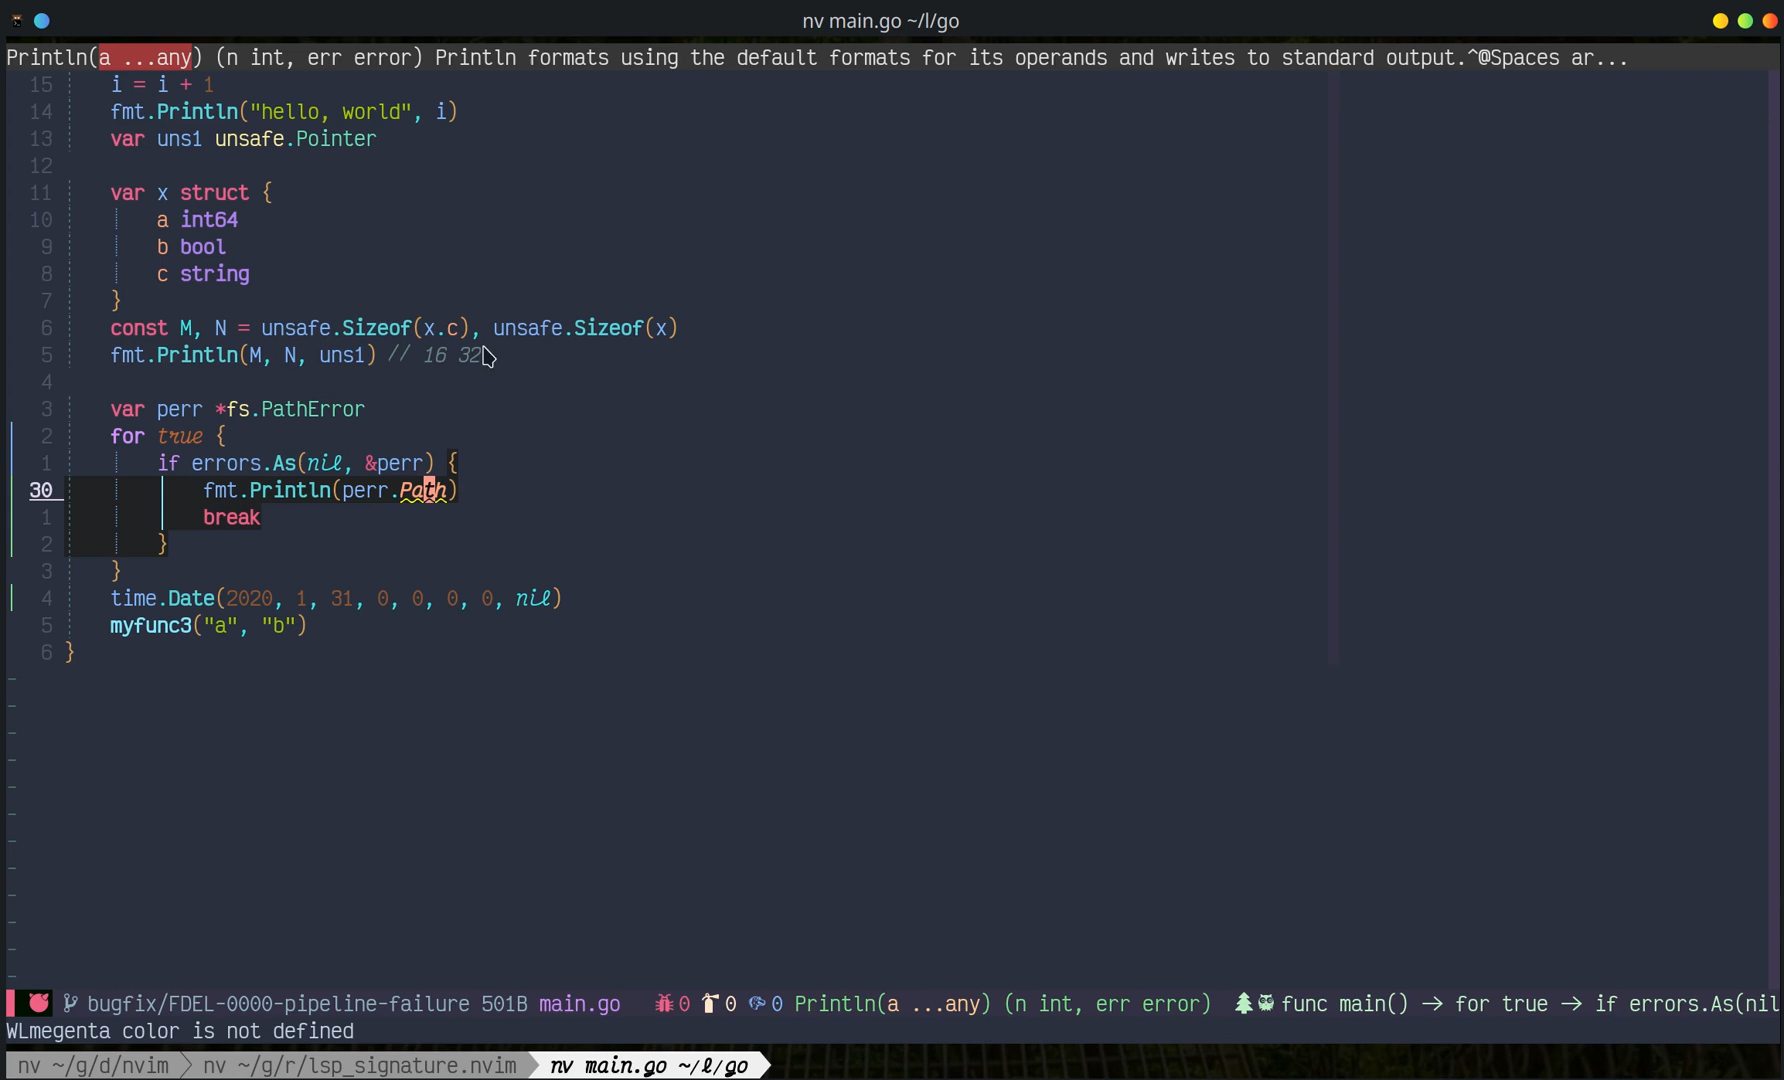 nv main.go ~/l/go
Println(a ...any) (n int, err error) Println formats using the default formats for its operands and writes to standard output.^@Spaces ar...
15 i = i + 1
14 fmt.Println("hello, world", i)
13 var uns1 unsafe.Pointer
12
11 var x struct {
10 a int64
9 b bool
8 c string
7 }
6 const M, N = unsafe.Sizeof(x.c), unsafe.Sizeof(x)
5 fmt.Println(M, N, uns1) // 16 32
4
3 var perr *fs.PathError
2 for true {
1 if errors.As(nil, &perr) {
30 fmt.Println(perr.Path)
1 break
2 }
3 }
4 time.Date(2020, 1, 31, 0, 0, 0, 0, nil)
5 myfunc3("a", "b")
6 }
~
~
~
~
~
~
~
~
~
~
~
~
bugfix/FDEL-0000-pipeline-failure 501B main.go 0 0 0 Println(a ...any) (n int, err error) func main() → for true → if errors.As(nil
WLmegenta color is not defined
nv ~/g/d/nvim nv ~/g/r/lsp_signature.nvim nv main.go ~/l/go